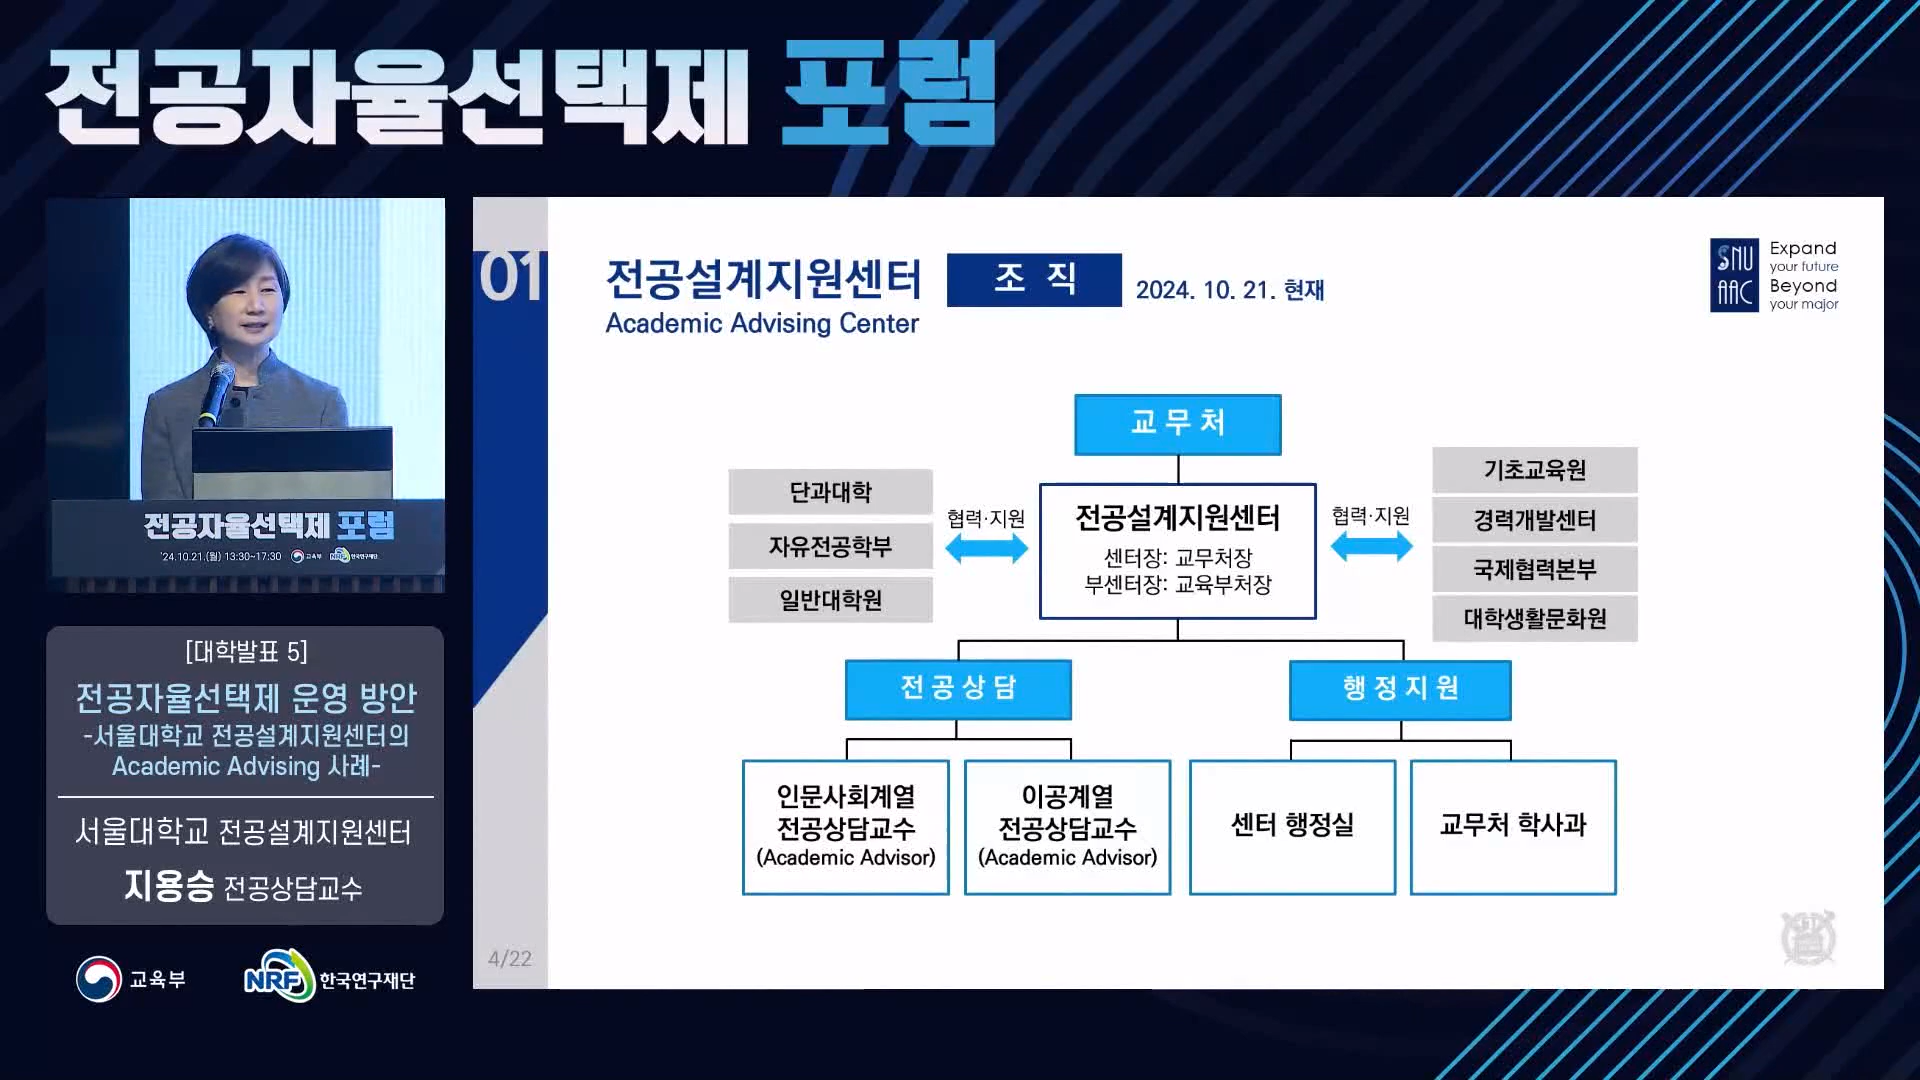 전공자율선택제 포럼
전공자율선택제 포럼
'24.10.21.(월) 13:30~17:30 교육부 NRF 한국연구재단
[대학발표 5]
전공자율선택제 운영 방안
-서울대학교 전공설계지원센터의
Academic Advising 사례-
서울대학교 전공설계지원센터
지용승 전공상담교수
교육부
NRF 한국연구재단
01
전공설계지원센터
Academic Advising Center
조 직
2024. 10. 21. 현재
SNU
AAC
Expand
your future
Beyond
your major
교 무 처
단과대학
자유전공학부
일반대학원
협력·지원
전공설계지원센터
센터장: 교무처장
부센터장: 교육부처장
협력·지원
기초교육원
경력개발센터
국제협력본부
대학생활문화원
전 공 상 담
행 정 지 원
인문사회계열
전공상담교수
(Academic Advisor)
이공계열
전공상담교수
(Academic Advisor)
센터 행정실
교무처 학사과
4/22